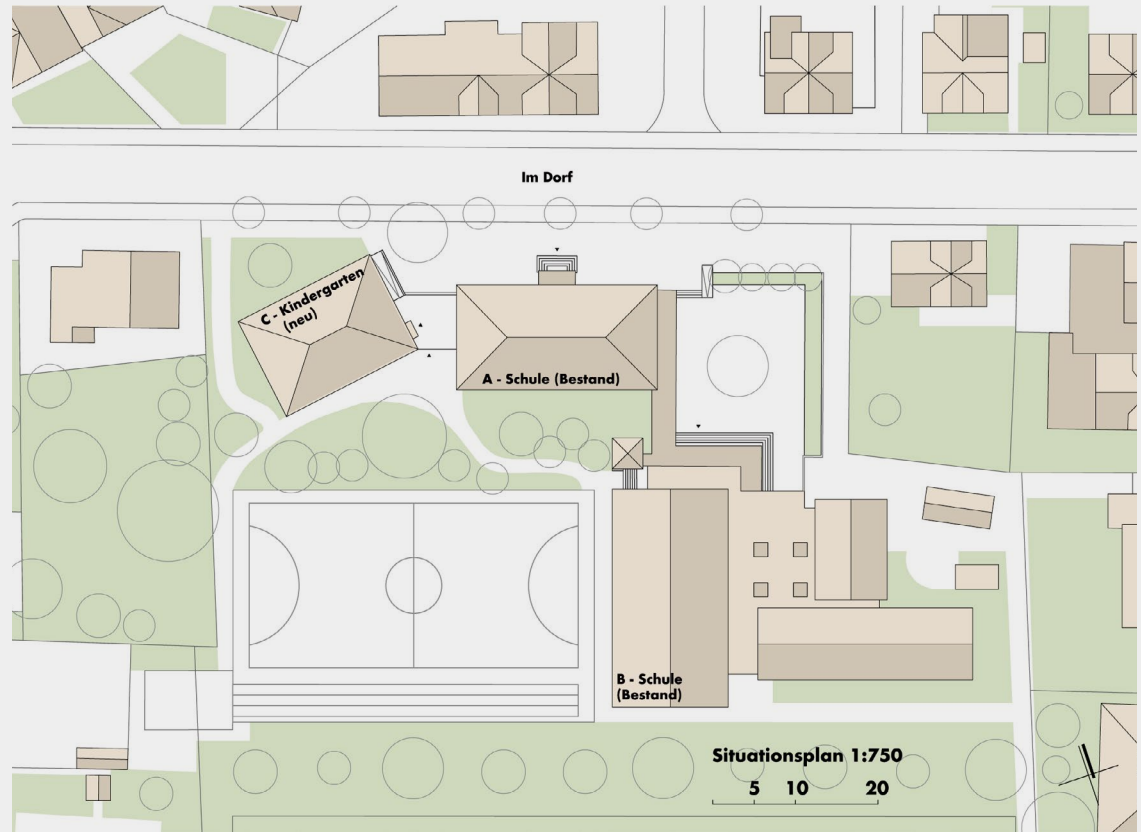 Im Dorf
C - Kindergarten
(neu)
A - Schule (Bestand)
B - Schule
(Bestand)
Situationsplan 1:750
5 10 20